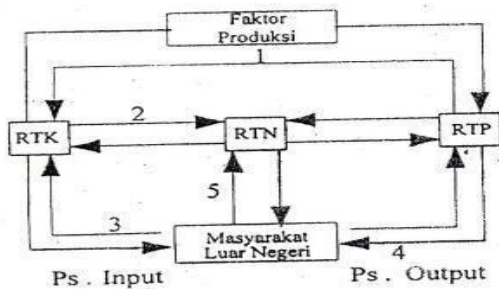 Faktor
Produksi
1
2
RTK
RTN
RTP
5
3
Masyarakat
Luar Negeri
4
Ps . Input
Ps . Output